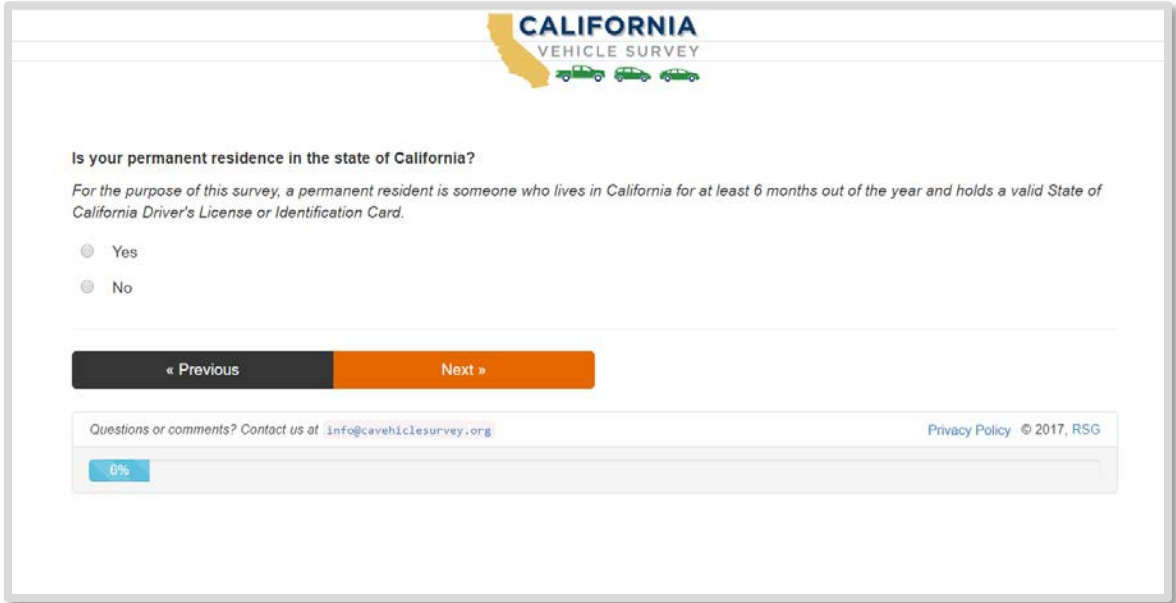 CALIFORNIA
VEHICLE SURVEY
Is your permanent residence in the state of California?
For the purpose of this survey, a permanent resident is someone who lives in California for at least 6 months out of the year and holds a valid State of
California Driver's License or Identification Card.
Yes
No
« Previous Next »
Questions or comments? Contact us at info@cavehiclesurvey.org Privacy Policy © 2017, RSG
6%